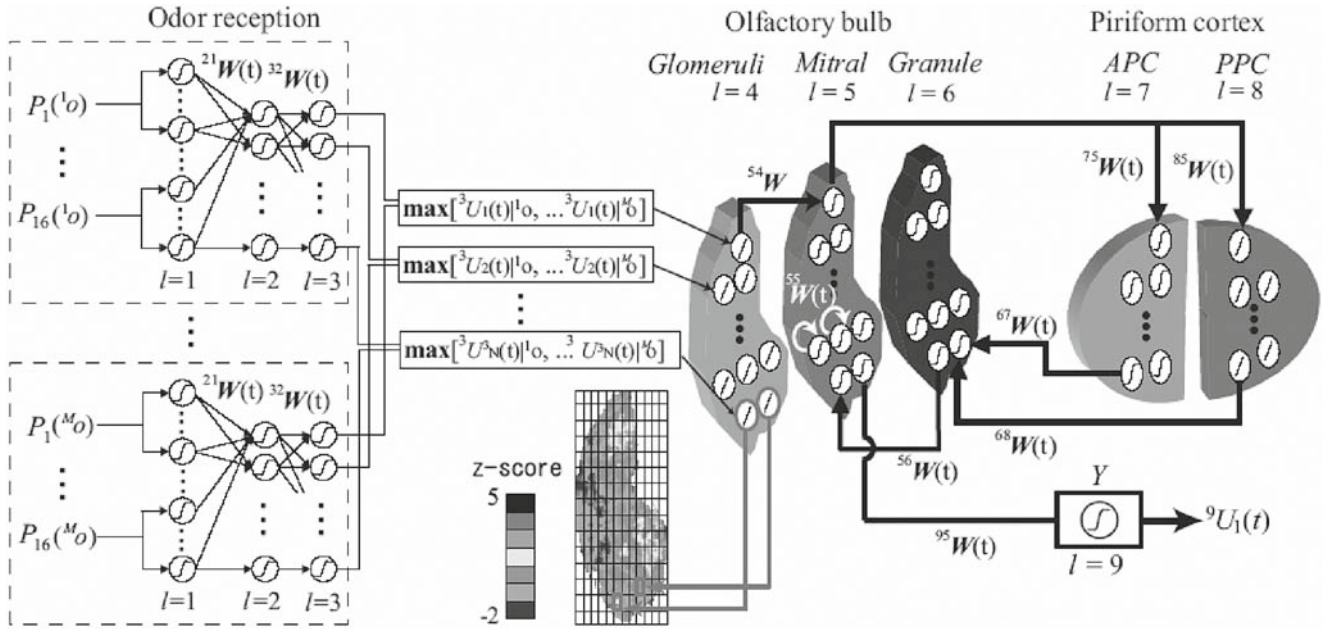 Odor reception
Olfactory bulb
Piriform cortex
Glomeruli
l = 4
Mitral
l = 5
Granule
l = 6
APC
l = 7
PPC
l = 8
²¹W(t) ³²W(t)
P₁(¹o)
P₁₆(¹o)
l=1
l=2
l=3
max[³U₁(t)|¹o, ...³U₁(t)|ᴹo]
max[³U₂(t)|¹o, ...³U₂(t)|ᴹo]
max[³U³N(t)|¹o, ...³ U³N(t)|ᴹo]
⁵⁴W
⁵⁵W(t)
⁷⁵W(t)
⁸⁵W(t)
⁶⁷W(t)
⁶⁸W(t)
⁵⁶W(t)
⁹⁵W(t)
²¹W(t) ³²W(t)
P₁(ᴹo)
P₁₆(ᴹo)
l=1
l=2
l=3
z-score
5
-2
Y
l = 9
⁹U₁(t)